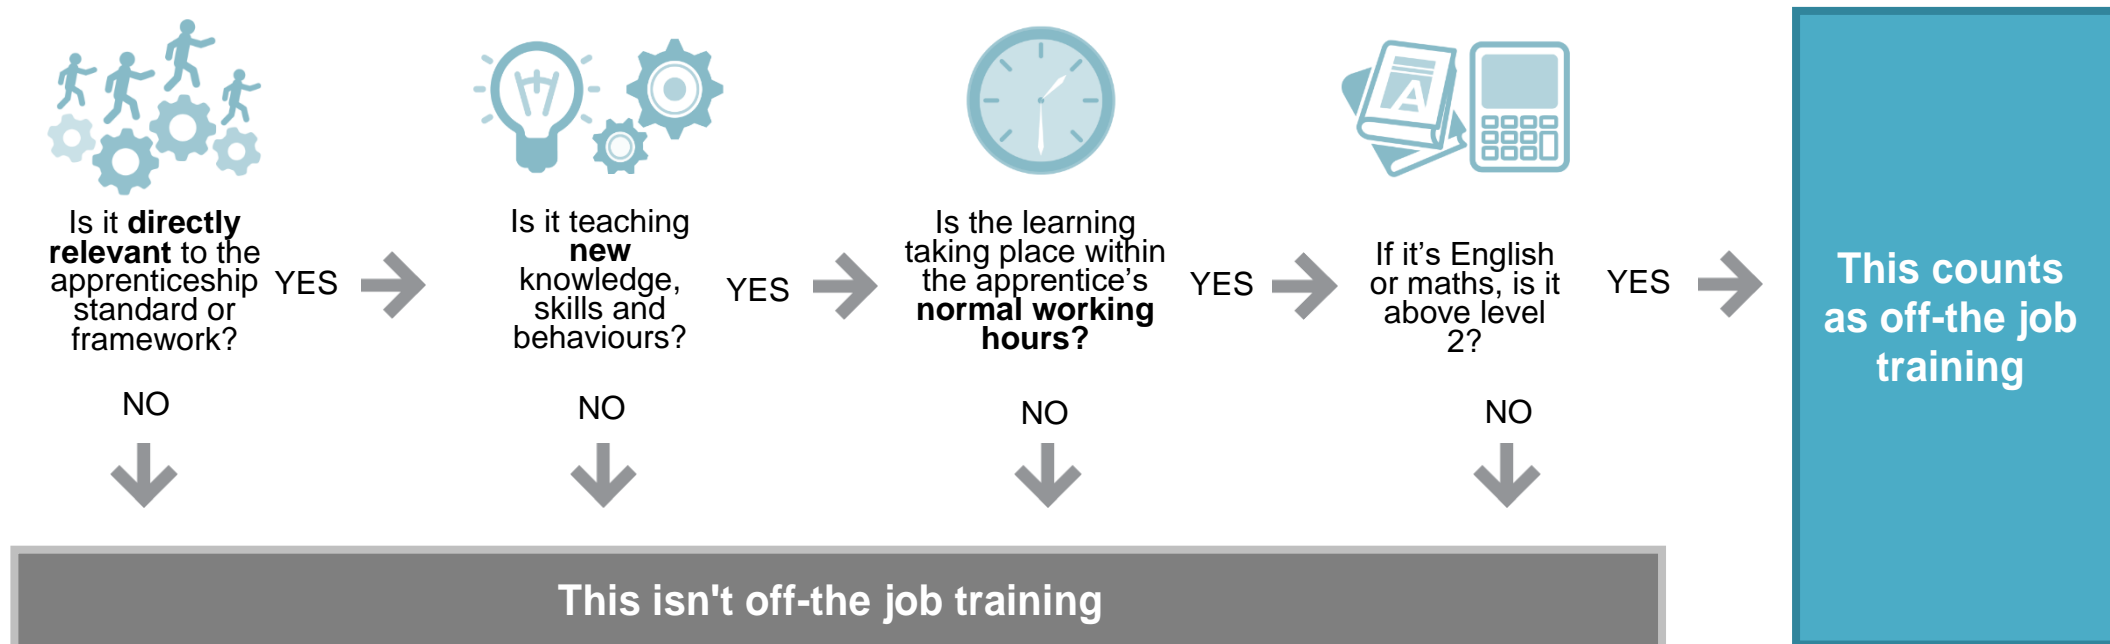 Is it directly
relevant to the
apprenticeship
standard or
framework?
YES
Is it teaching
new
knowledge,
skills and
behaviours?
YES
Is the learning
taking place within
the apprentice’s
normal working
hours?
YES
A
If it’s English
or maths, is it
above level
2?
YES
This counts
as off-the job
training
NO
NO
NO
NO
This isn't off-the job training